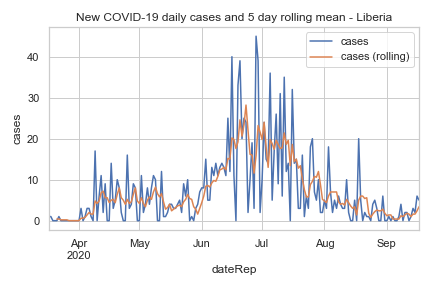 New COVID-19 daily cases and 5 day rolling mean - Liberia
cases
cases (rolling)
40
30
20
10
0
cases
Apr May Jun Jul Aug Sep
2020
dateRep